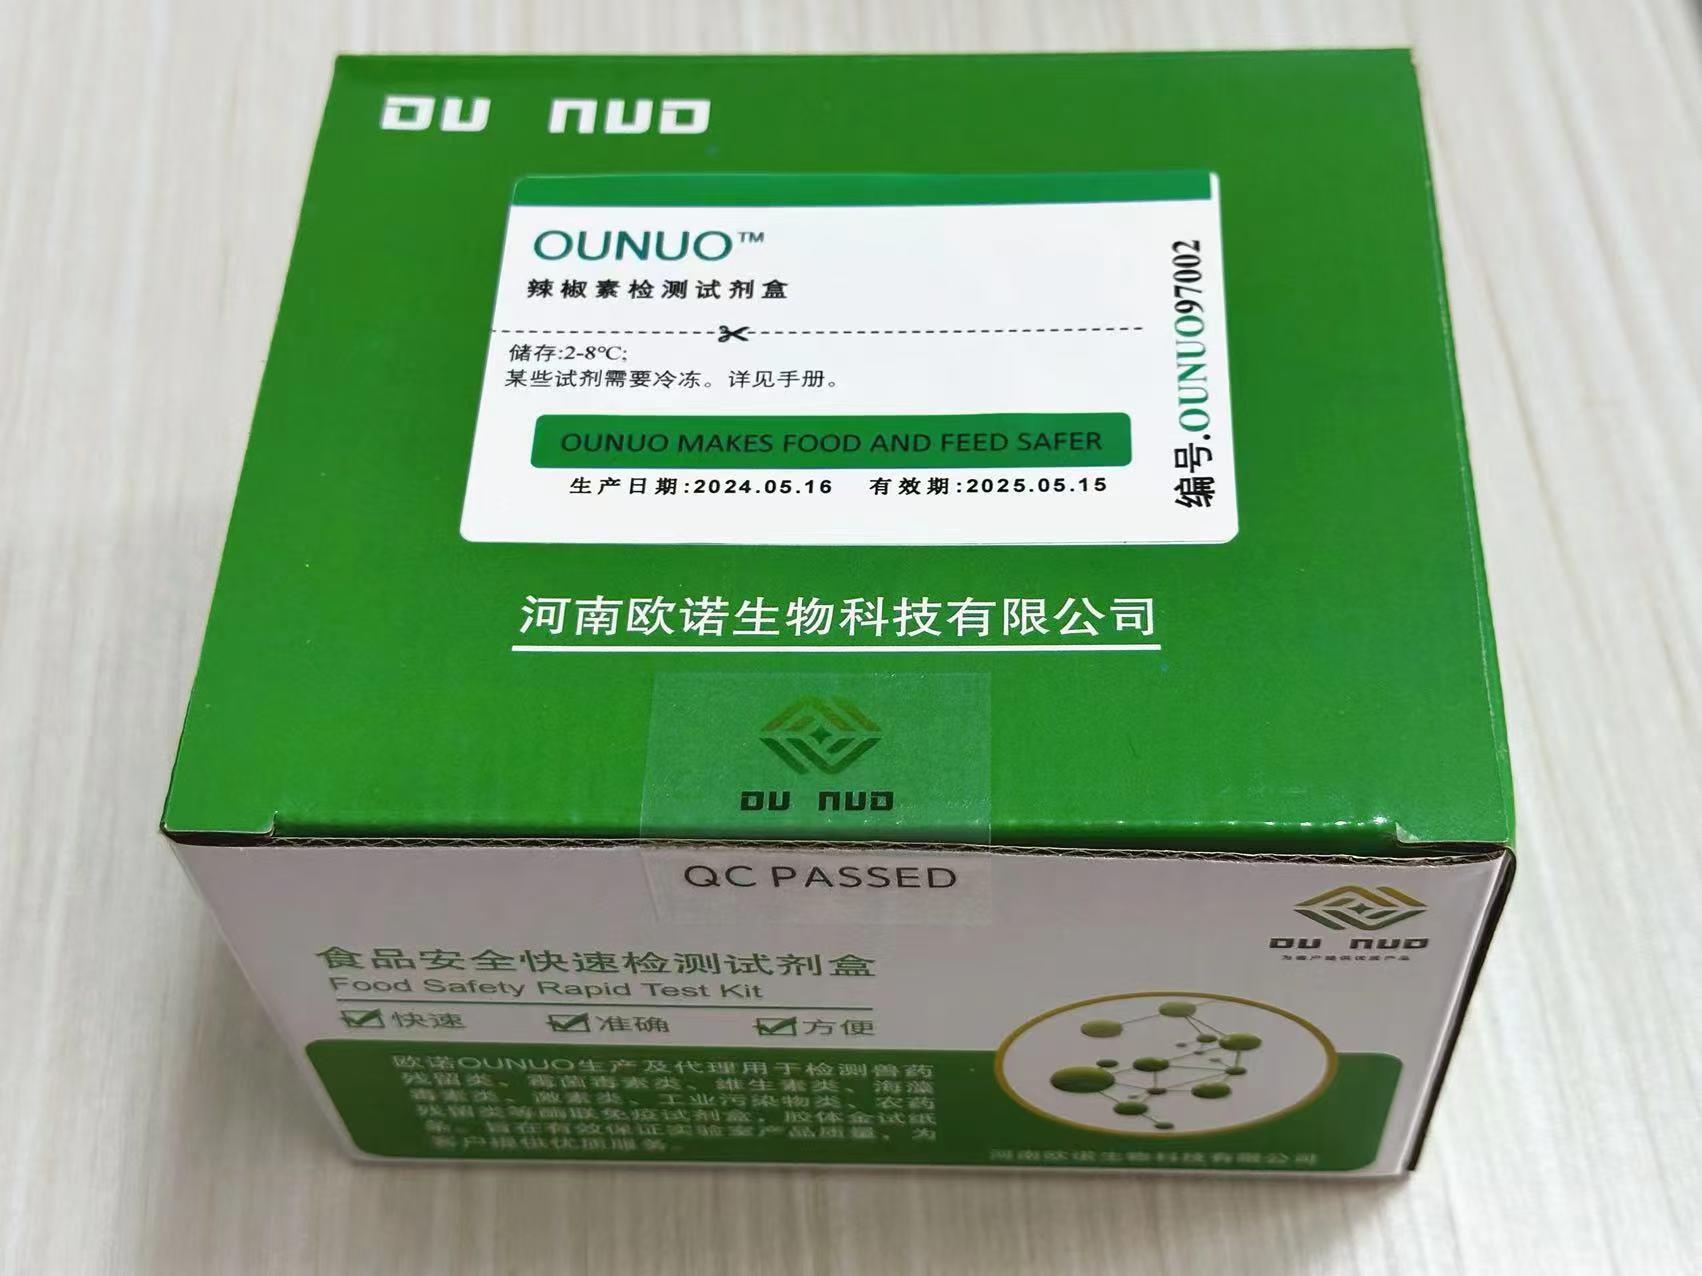 OU NUO
OUNUO™
辣椒素检测试剂盒
储存:2-8℃;
某些试剂需要冷冻。详见手册。
OUNUO MAKES FOOD AND FEED SAFER
生产日期:2024.05.16 有效期:2025.05.15
编号.OUNUO97002
河南欧诺生物科技有限公司
OU NUO
QC PASSED
OU NUO
为客户提供优质产品
食品安全快速检测试剂盒
Food Safety Rapid Test Kit
快速 准确 方便
欧诺OUNUO生产及代理用于检测兽药
残留类、霉菌毒素类、维生素类、海藻
毒素类、激素类、工业污染物类、农药
残留类等酶联免疫试剂盒，胶体金试纸
条。旨在有效保证实验室产品质量，为
客户提供优质服务。
河南欧诺生物科技有限公司